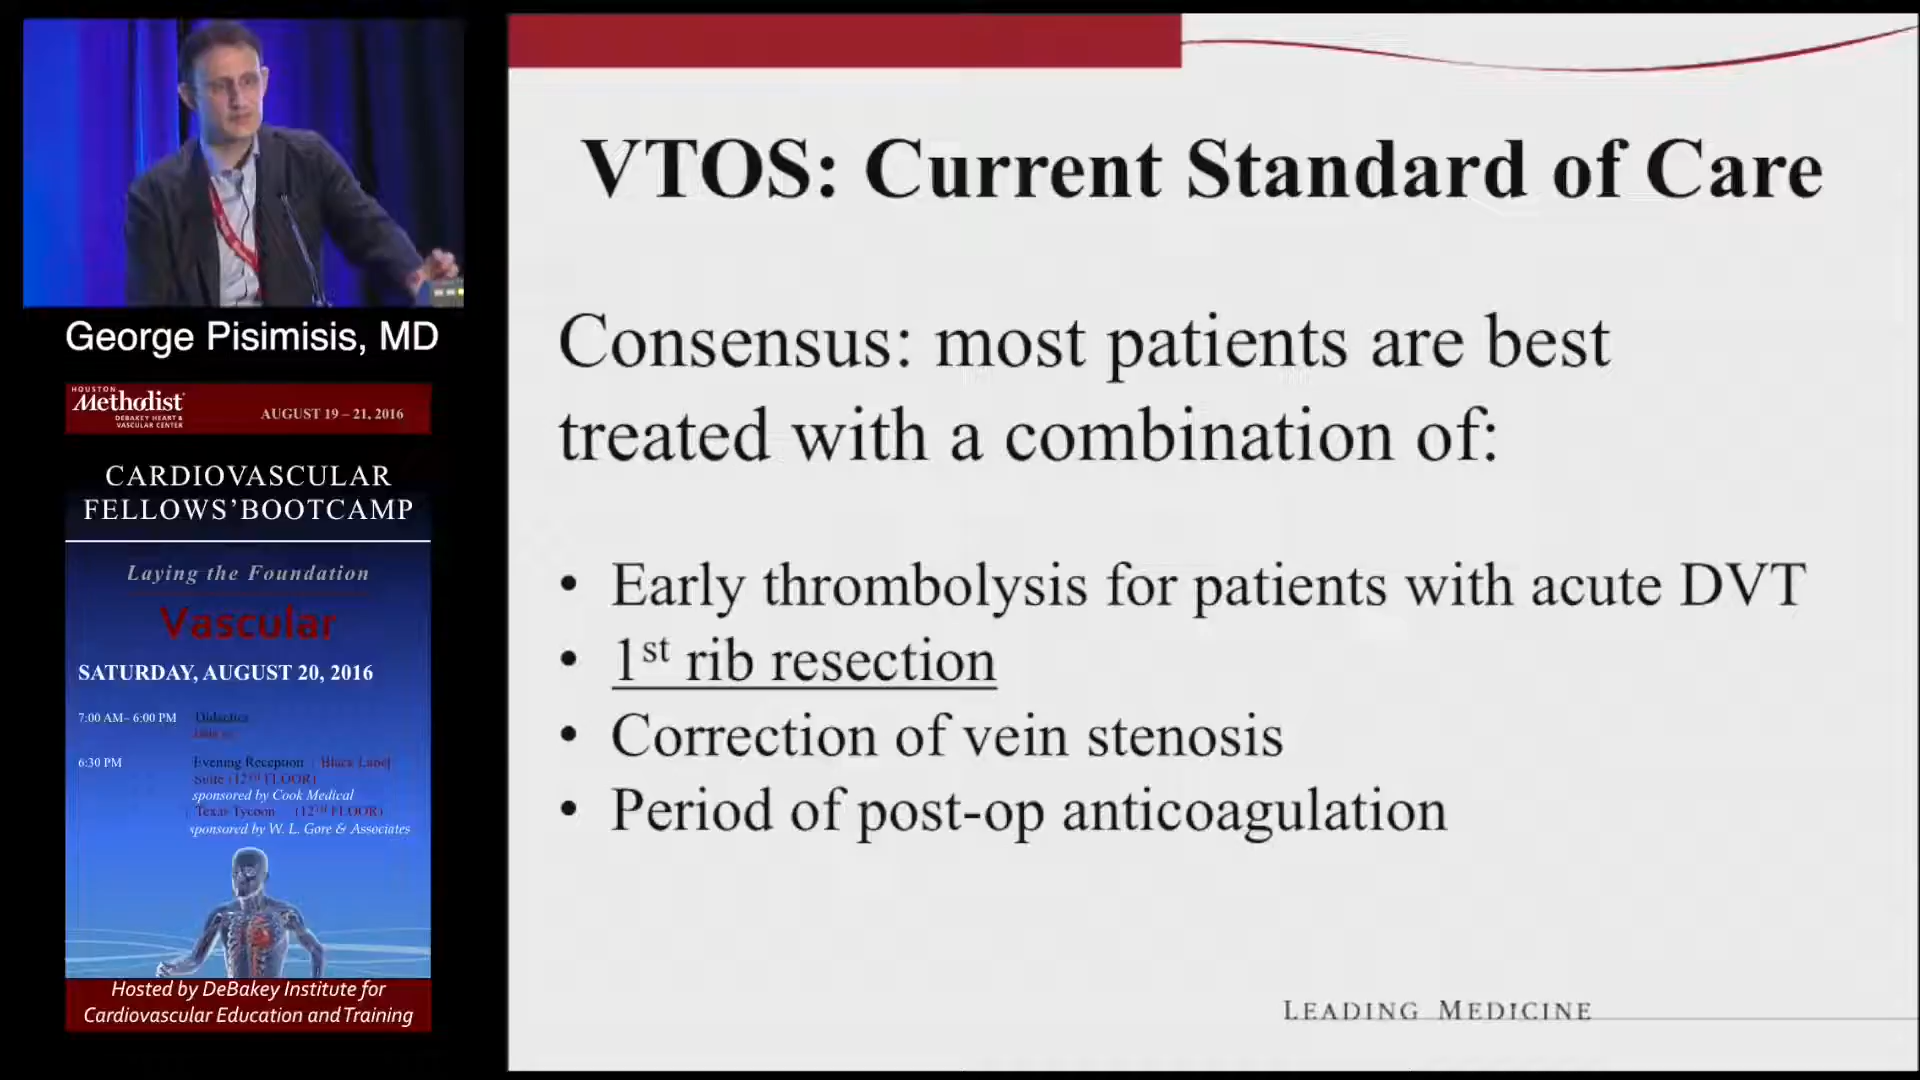 George Pisimisis, MD
HOUSTON
Methodist
DEBAKEY HEART &
VASCULAR CENTER
AUGUST 19 – 21, 2016
CARDIOVASCULAR
FELLOWS’BOOTCAMP
Laying the Foundation
Vascular
SATURDAY, AUGUST 20, 2016
7:00 AM– 6:00 PM Didactics
6:30 PM Evening Reception | Black Label
Suite (12TH FLOOR)
sponsored by Cook Medical
Texas Tycoon (12TH FLOOR)
sponsored by W. L. Gore & Associates
Hosted by DeBakey Institute for
Cardiovascular Education and Training
VTOS: Current Standard of Care
Consensus: most patients are best
treated with a combination of:
• Early thrombolysis for patients with acute DVT
• 1st rib resection
• Correction of vein stenosis
• Period of post-op anticoagulation
LEADING MEDICINE